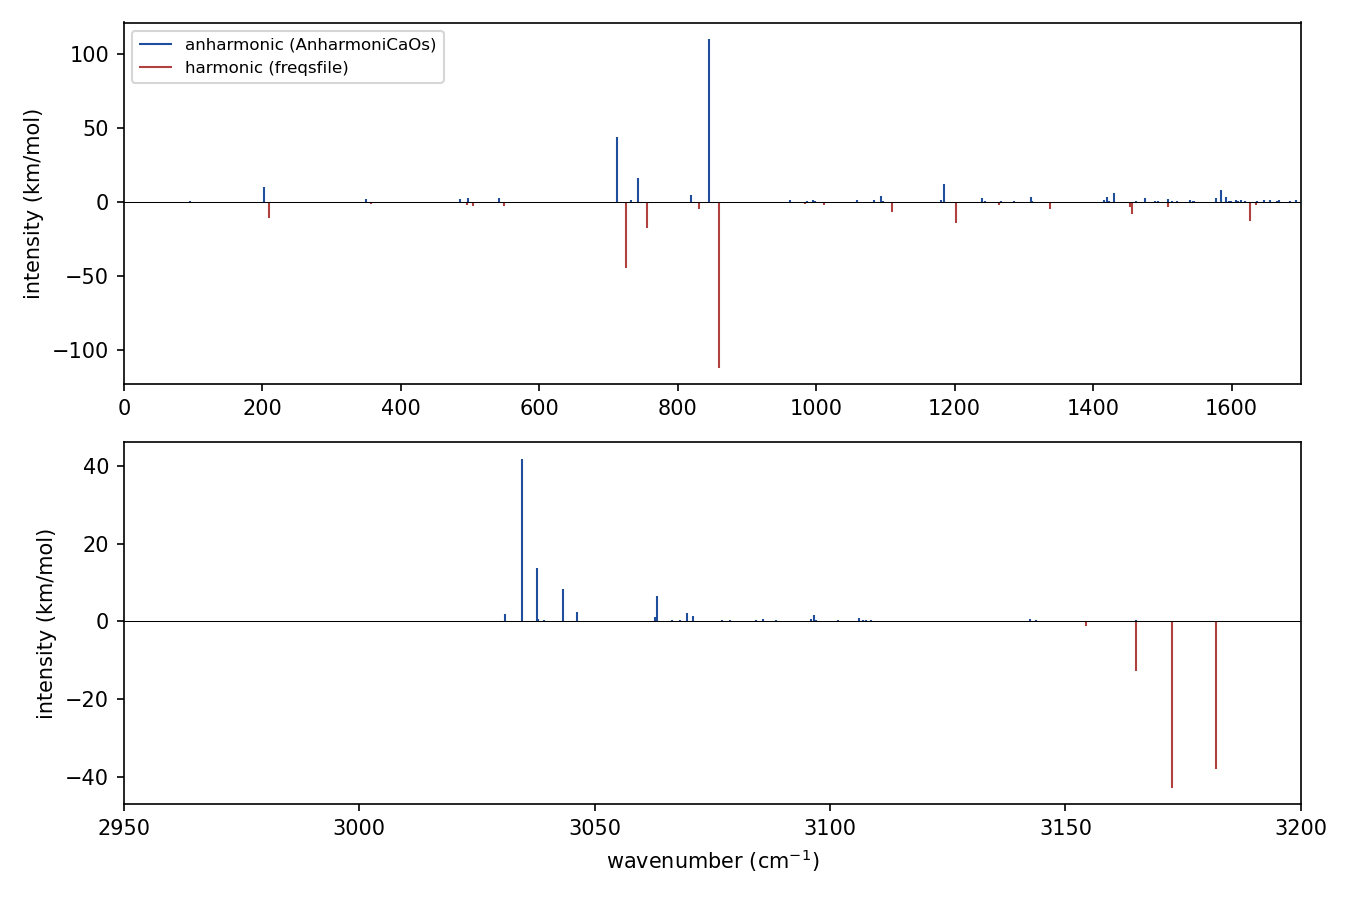 anharmonic (AnharmoniCaOs)
harmonic (freqsfile)
intensity (km/mol)
100
50
0
−50
−100
0 200 400 600 800 1000 1200 1400 1600
intensity (km/mol)
40
20
0
−20
−40
2950 3000 3050 3100 3150 3200
wavenumber (cm⁻¹)